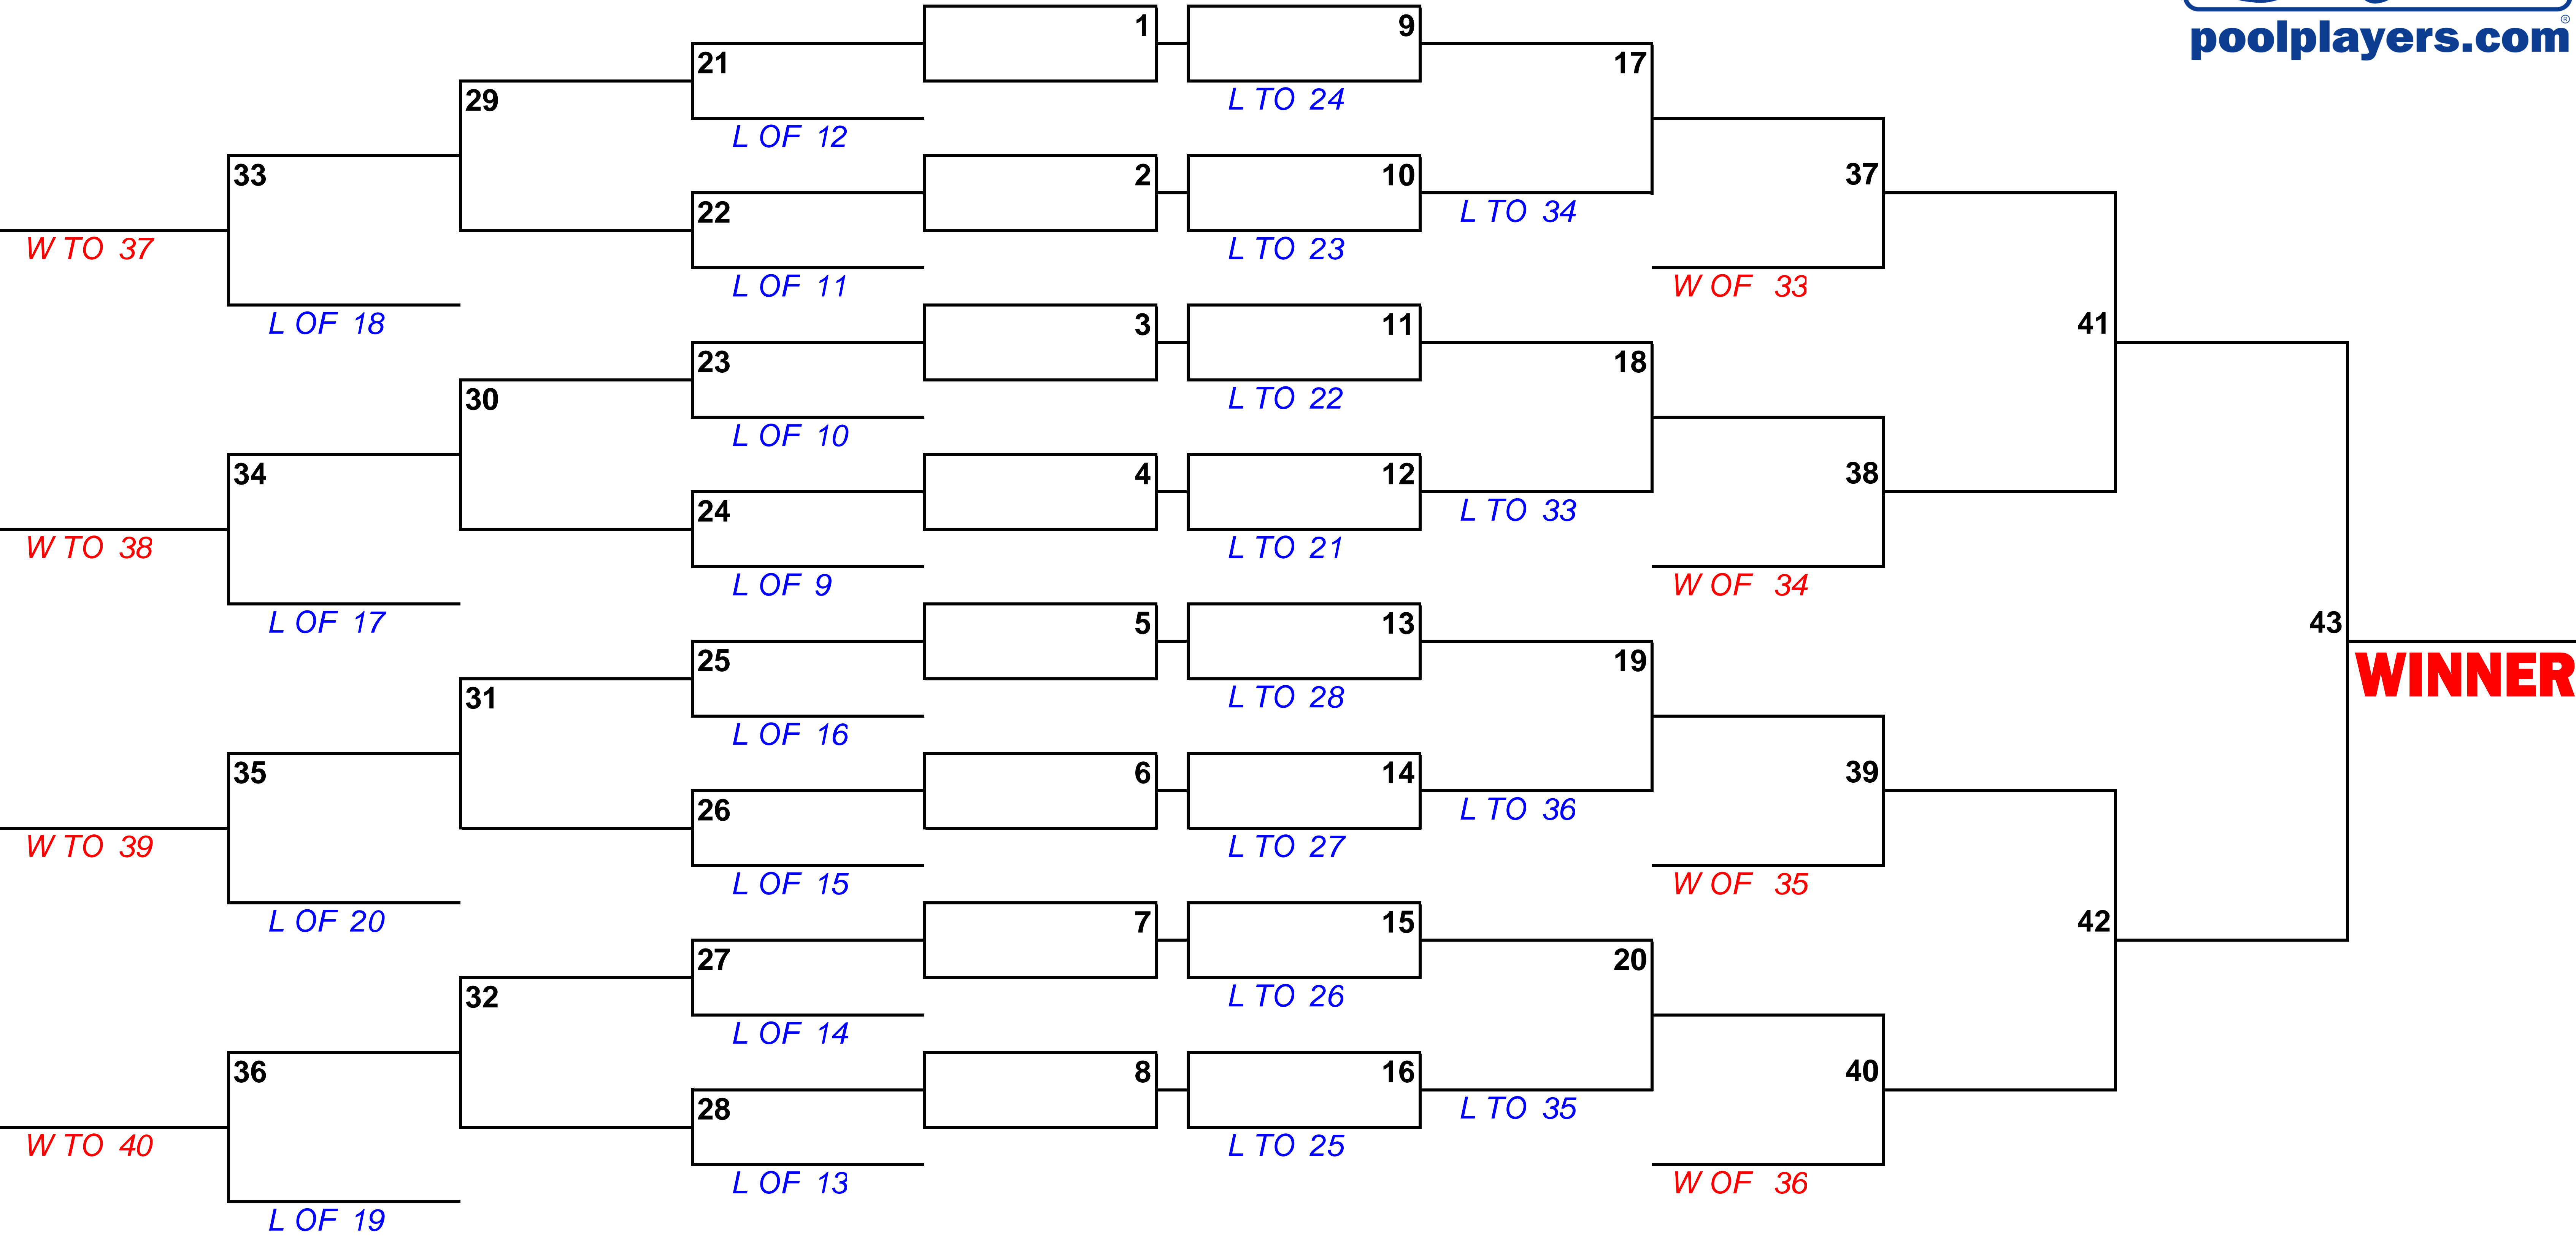 poolplayers.com®
1 9
21 17
L TO 24
29
L OF 12
33 2 10 37
22 L TO 34
W TO 37 L TO 23
L OF 11 W OF 33
L OF 18 3 11 41
23 18
30 L TO 22
L OF 10
34 4 12 38
24 L TO 33
W TO 38 L TO 21
L OF 9 W OF 34
L OF 17 5 13 43
25 19
WINNER
31 L TO 28
L OF 16
35 6 14 39
26 L TO 36
W TO 39 L TO 27
L OF 15 W OF 35
L OF 20 7 15 42
27 20
32 L TO 26
L OF 14
36 8 16 40
28 L TO 35
W TO 40 L TO 25
L OF 13 W OF 36
L OF 19